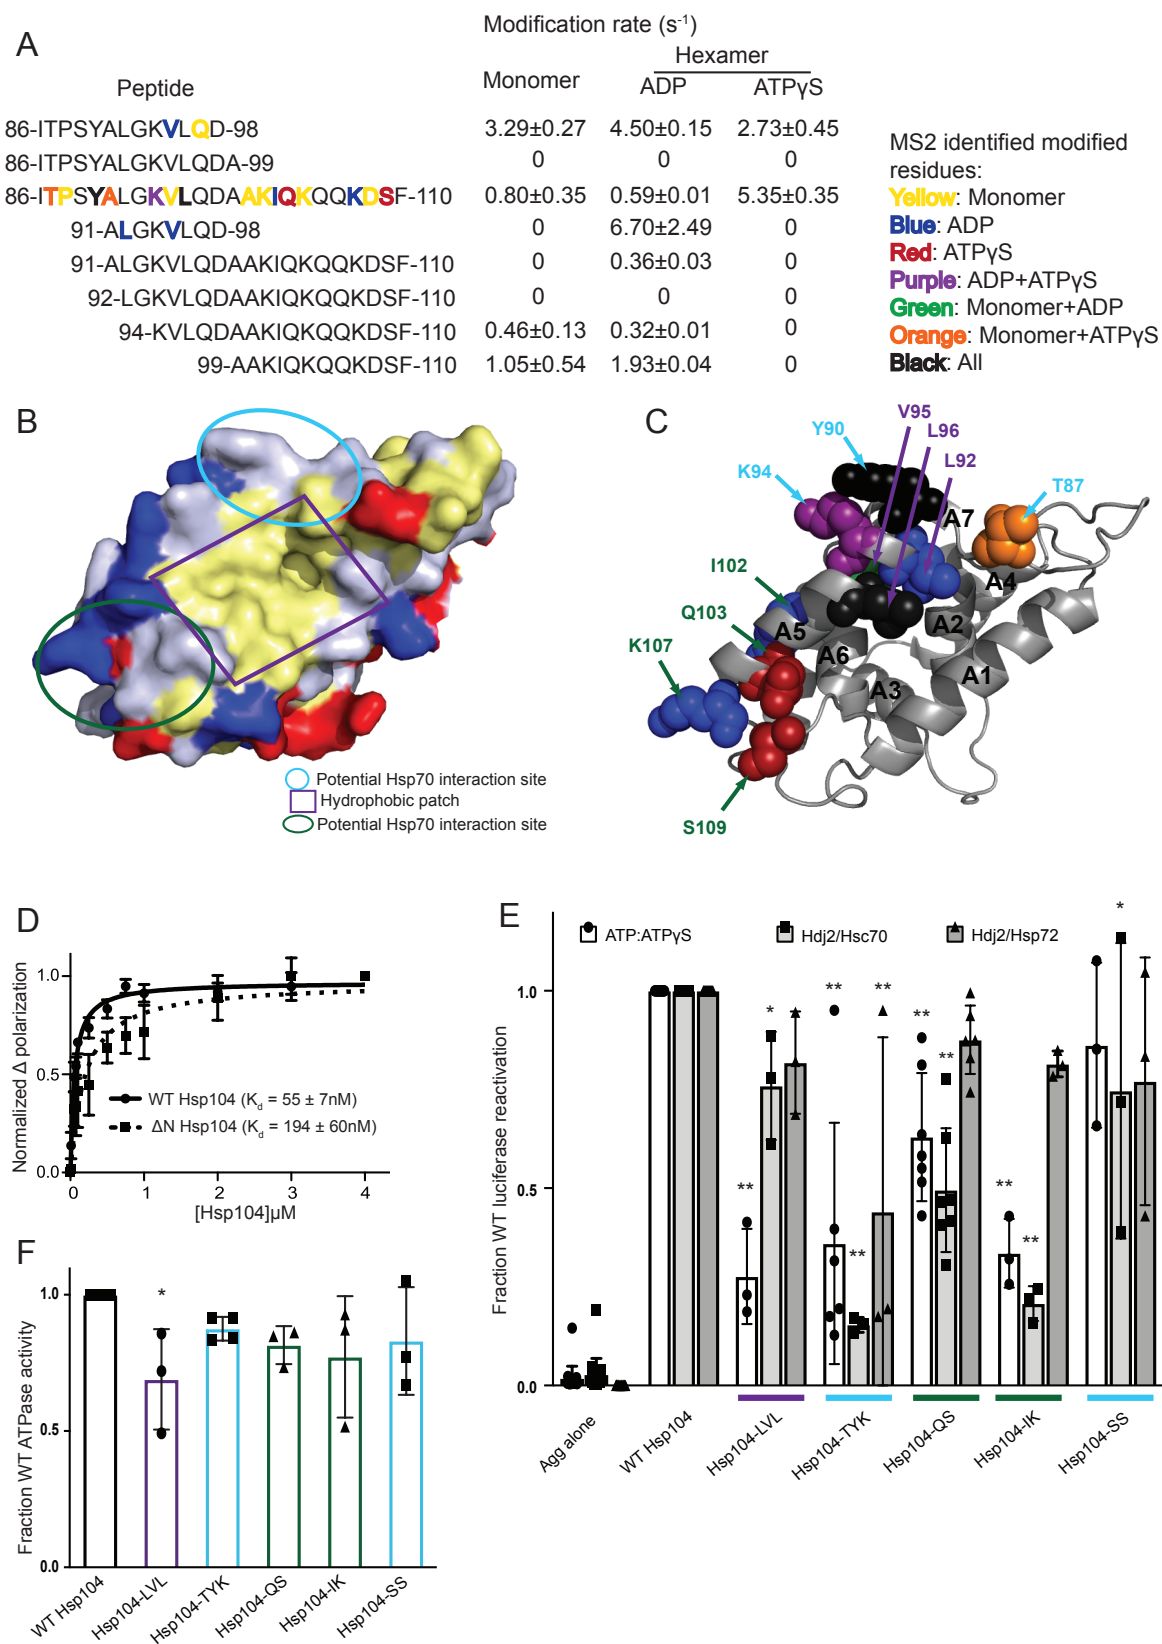 A
Modification rate (s-1)
Hexamer
Peptide
Monomer
ADP
ATPγS
86-ITPSYALGKVLQD-98 3.29±0.27 4.50±0.15 2.73±0.45
86-ITPSYALGKVLQDA-99 0 0 0
86-ITPSYALGKVLQDAAKIQKQQKDSF-110 0.80±0.35 0.59±0.01 5.35±0.35
91-ALGKVLQD-98 0 6.70±2.49 0
91-ALGKVLQDAAKIQKQQKDSF-110 0 0.36±0.03 0
92-LGKVLQDAAKIQKQQKDSF-110 0 0 0
94-KVLQDAAKIQKQQKDSF-110 0.46±0.13 0.32±0.01 0
99-AAKIQKQQKDSF-110 1.05±0.54 1.93±0.04 0
MS2 identified modified
residues:
Yellow: Monomer
Blue: ADP
Red: ATPγS
Purple: ADP+ATPγS
Green: Monomer+ADP
Orange: Monomer+ATPγS
Black: All
B
Potential Hsp70 interaction site
Hydrophobic patch
Potential Hsp70 interaction site
C
V95
Y90
L96
K94
L92
T87
A7
I102
A4
Q103
A5
A2
K107
A6
A1
A3
S109
D
Normalized Δ polarization
1.0
0.5
0.0
WT Hsp104 (Kd = 55 ± 7nM)
ΔN Hsp104 (Kd = 194 ± 60nM)
0 1 2 3 4
[Hsp104]µM
E
Fraction WT luciferase reactivation
ATP:ATPγS
Hdj2/Hsc70
Hdj2/Hsp72
1.0
0.5
0.0
*
** ** **
* ** **
** ** **
Agg alone
WT Hsp104
Hsp104-LVL
Hsp104-TYK
Hsp104-QS
Hsp104-IK
Hsp104-SS
F
Fraction WT ATPase activity
1.0
0.5
0.0
*
WT Hsp104
Hsp104-LVL
Hsp104-TYK
Hsp104-QS
Hsp104-IK
Hsp104-SS